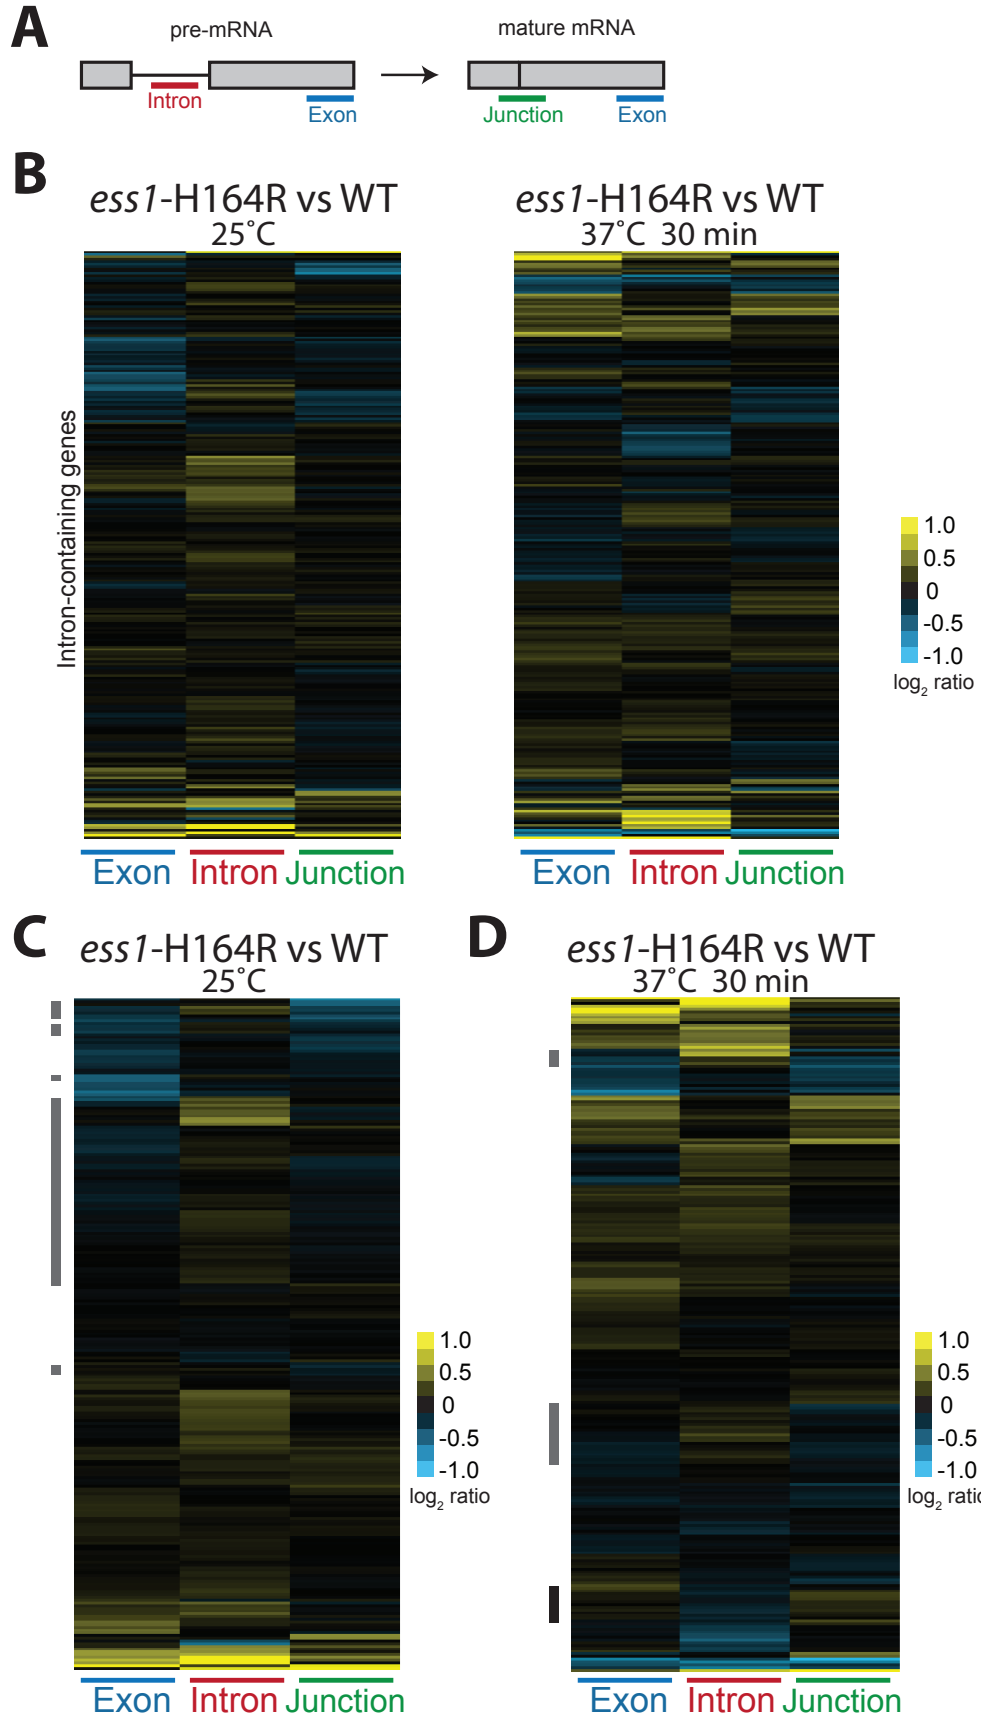 A
pre-mRNA
mature mRNA
Intron
Exon
Junction
Exon
B
ess1-H164R vs WT
25˚C
ess1-H164R vs WT
37˚C 30 min
Intron-containing genes
1.0
0.5
0
-0.5
-1.0
log2 ratio
Exon
Intron
Junction
Exon
Intron
Junction
C
ess1-H164R vs WT
25˚C
D
ess1-H164R vs WT
37˚C 30 min
1.0
0.5
0
-0.5
-1.0
log2 ratio
1.0
0.5
0
-0.5
-1.0
log2 ratio
Exon
Intron
Junction
Exon
Intron
Junction